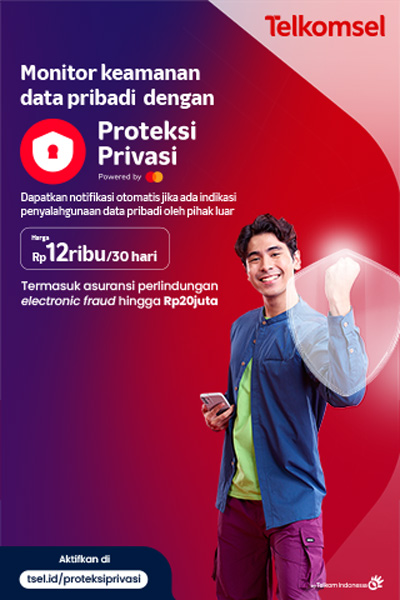 Telkomsel
Monitor keamanan
data pribadi dengan
Proteksi
Privasi
Powered by
Dapatkan notifikasi otomatis jika ada indikasi
penyalahgunaan data pribadi oleh pihak luar
Harga
Rp12ribu/30 hari
Termasuk asuransi perlindungan
electronic fraud hingga Rp20juta
Aktifkan di
tsel.id/proteksiprivasi
by Telkom Indonesia